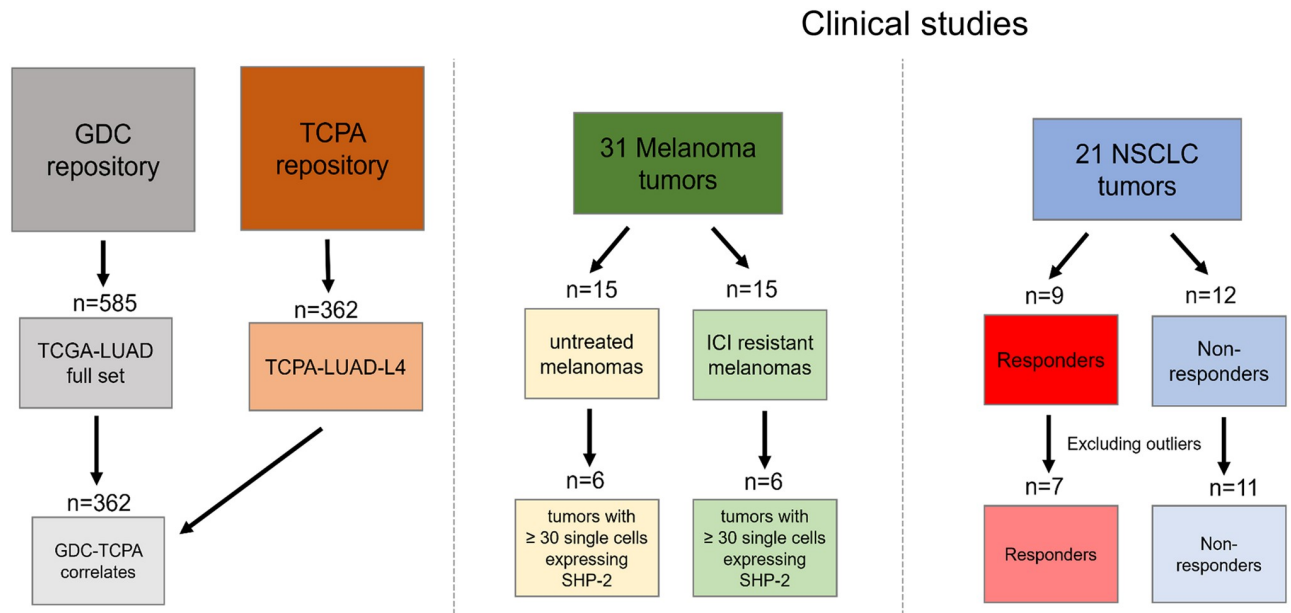 Clinical studies
GDC
repository
n=585
TCGA-LUAD
full set
n=362
GDC-TCPA
correlates
TCPA
repository
n=362
TCPA-LUAD-L4
31 Melanoma
tumors
n=15
untreated
melanomas
n=6
tumors with
≥ 30 single cells
expressing
SHP-2
n=15
ICI resistant
melanomas
n=6
tumors with
≥ 30 single cells
expressing
SHP-2
21 NSCLC
tumors
n=9
Responders
n=12
Non-
responders
Excluding outliers
n=7
Responders
n=11
Non-
responders